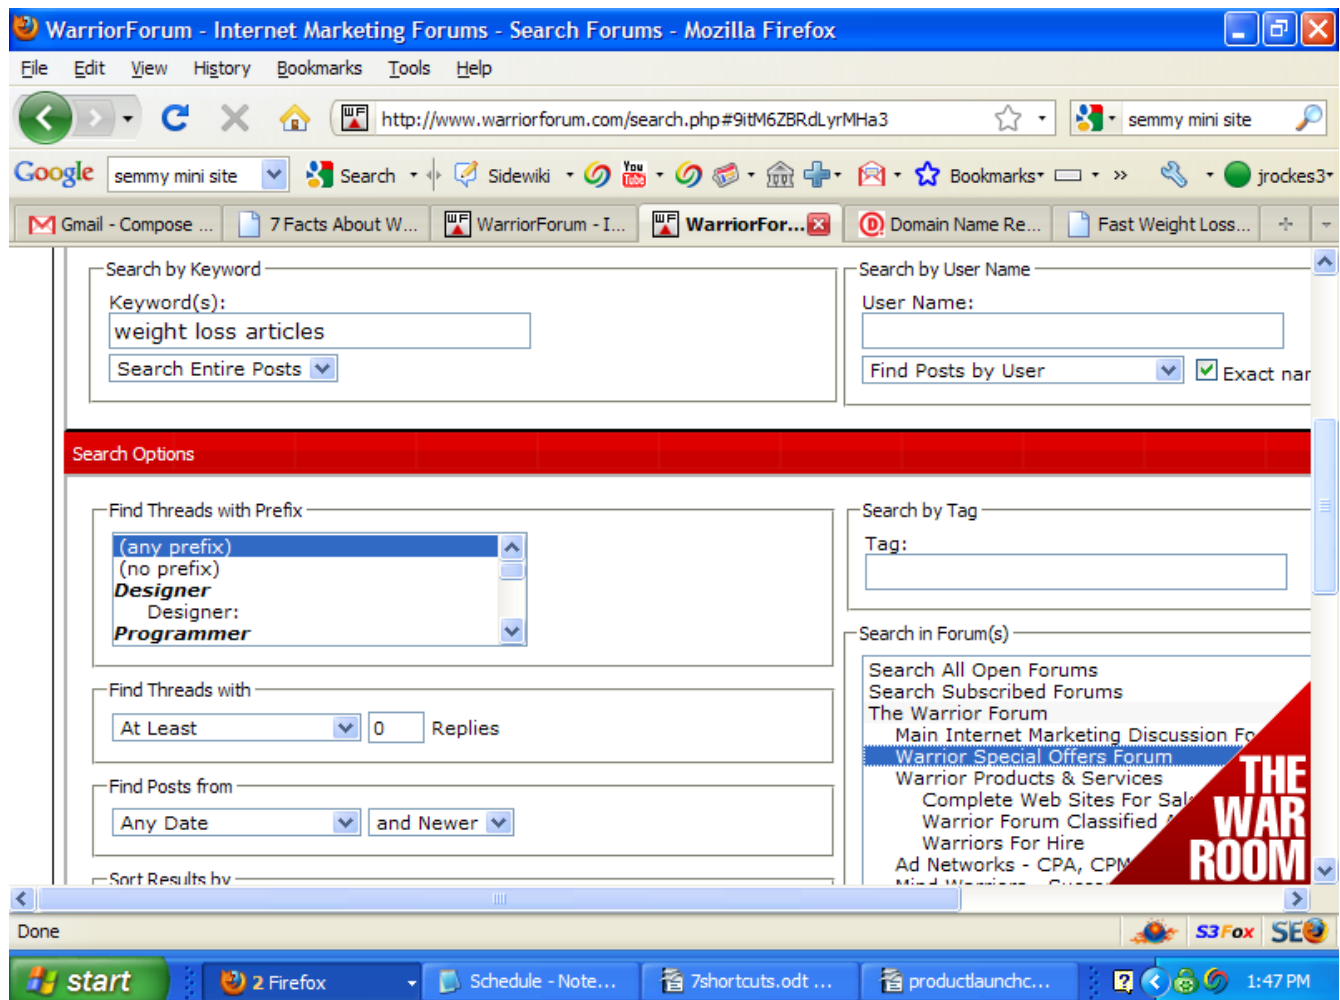 WarriorForum - Internet Marketing Forums - Search Forums - Mozilla Firefox
File Edit View History Bookmarks Tools Help
http://www.warriorforum.com/search.php#9itM6ZBRdLyrMHa3 semmy mini site
Google semmy mini site Search Sidewiki You Tube Bookmarks jrockes3
Gmail - Compose ... 7 Facts About W... WarriorForum - I... WarriorFor... Domain Name Re... Fast Weight Loss...
Search by Keyword
Keyword(s):
weight loss articles
Search Entire Posts
Search by User Name
User Name:
Find Posts by User Exact nar
Search Options
Find Threads with Prefix
(any prefix)
(no prefix)
Designer
Designer:
Programmer
Find Threads with
At Least 0 Replies
Find Posts from
Any Date and Newer
Sort Results by
Search by Tag
Tag:
Search in Forum(s)
Search All Open Forums
Search Subscribed Forums
The Warrior Forum
Main Internet Marketing Discussion Fo
Warrior Special Offers Forum
Warrior Products & Services
Complete Web Sites For Sale
Warrior Forum Classified A
Warriors For Hire
Ad Networks - CPA, CPM
THE
WAR
ROOM
Done S3Fox SEO
start 2 Firefox Schedule - Note... 7shortcuts.odt ... productlaunchc... 1:47 PM